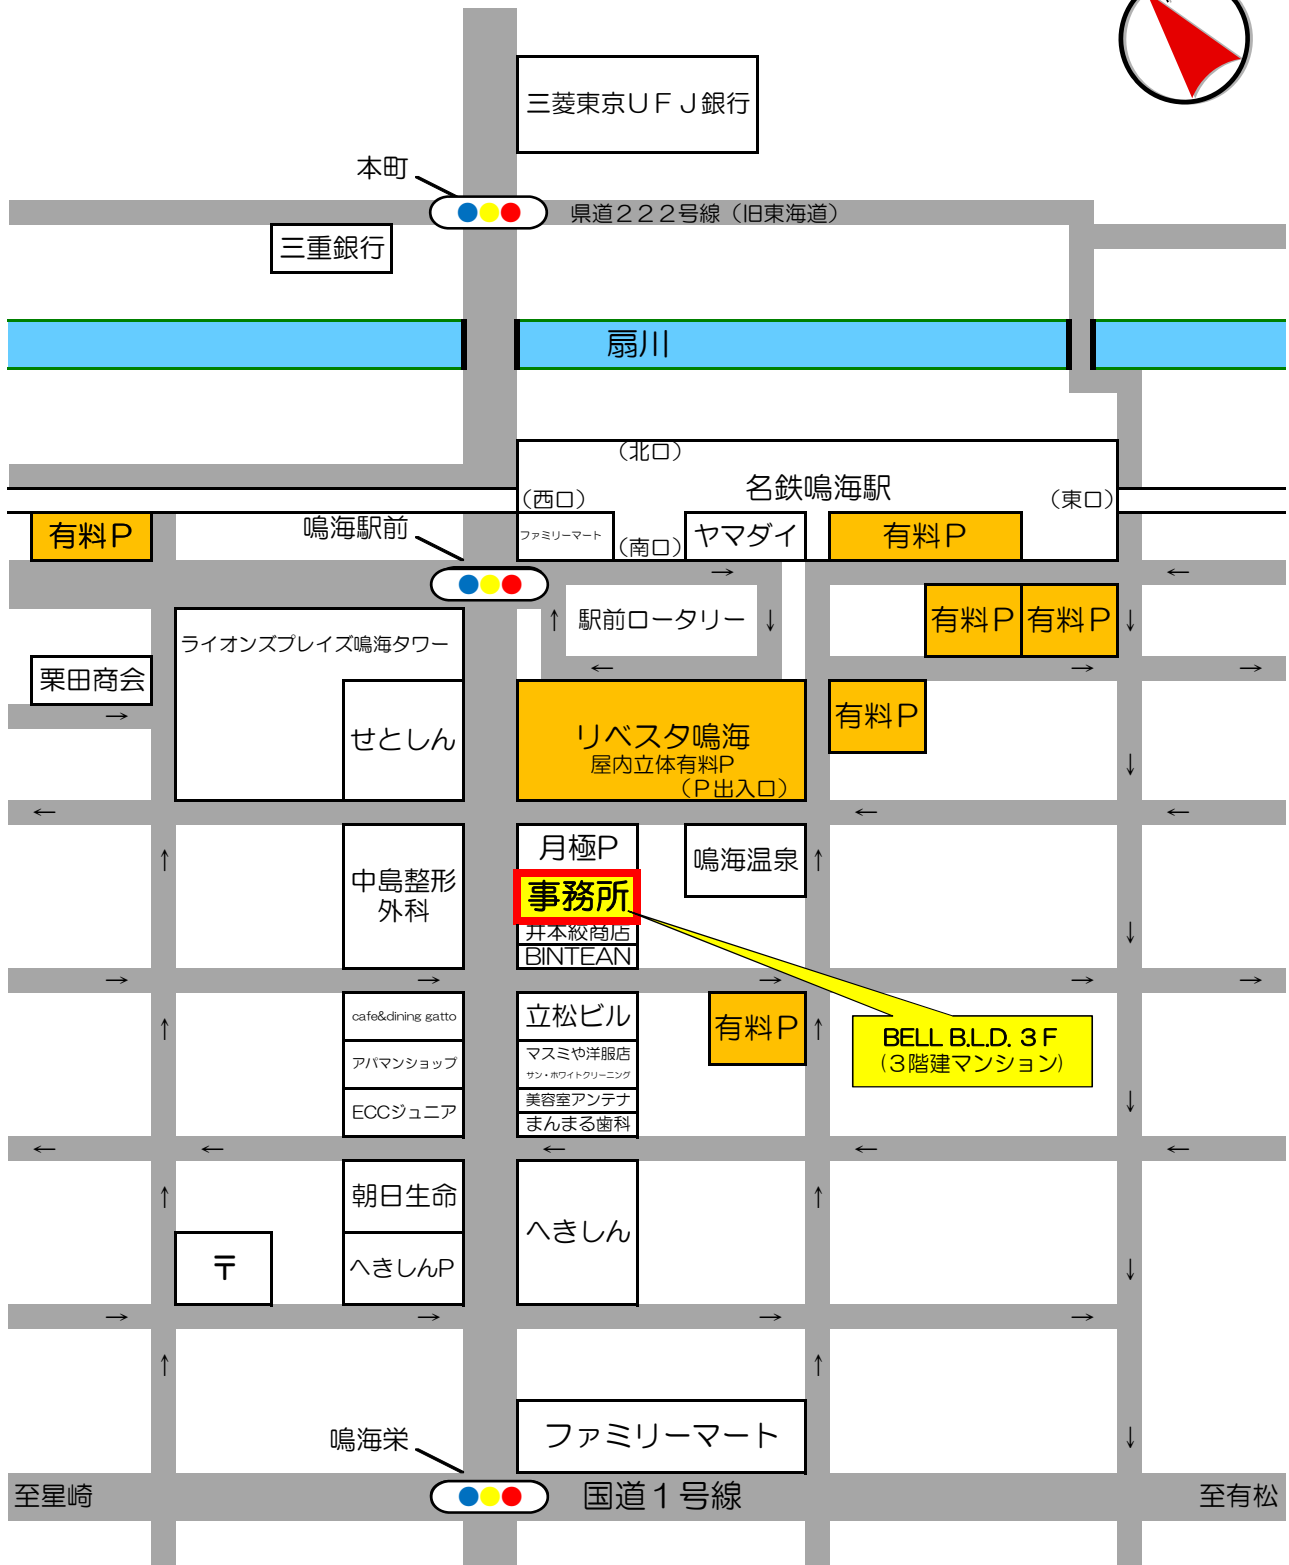 三菱東京ＵＦＪ銀行
本町
県道２２２号線（旧東海道）
三重銀行
扇川
（北口）
名鉄鳴海駅
（西口）
（東口）
有料Ｐ
鳴海駅前
ファミリーマート
（南口）
ヤマダイ
有料Ｐ
→
←
駅前ロータリー
↑
↓
有料Ｐ
有料Ｐ
↓
ライオンズプレイズ鳴海タワー
←
→
→
栗田商会
→
せとしん
リベスタ鳴海
屋内立体有料P
（Ｐ出入口）
有料Ｐ
↓
←
←
←
↑
中島整形
外科
月極Ｐ
事務所
井本絞商店
BINTEAN
鳴海温泉
↑
↓
→
→
→
→
→
↑
cafe&dining gatto
アパマンショップ
ECCジュニア
立松ビル
マスミや洋服店
サン・ホワイトクリーニング
美容室アンテナ
まんまる歯科
有料Ｐ
↑
BELL B.L.D. ３Ｆ
（３階建マンション）
↓
←
←
←
←
←
↑
朝日生命
へきしん
↑
〒
へきしんＰ
↓
→
→
→
→
↑
↑
ファミリーマート
鳴海栄
↓
至星崎
国道１号線
至有松